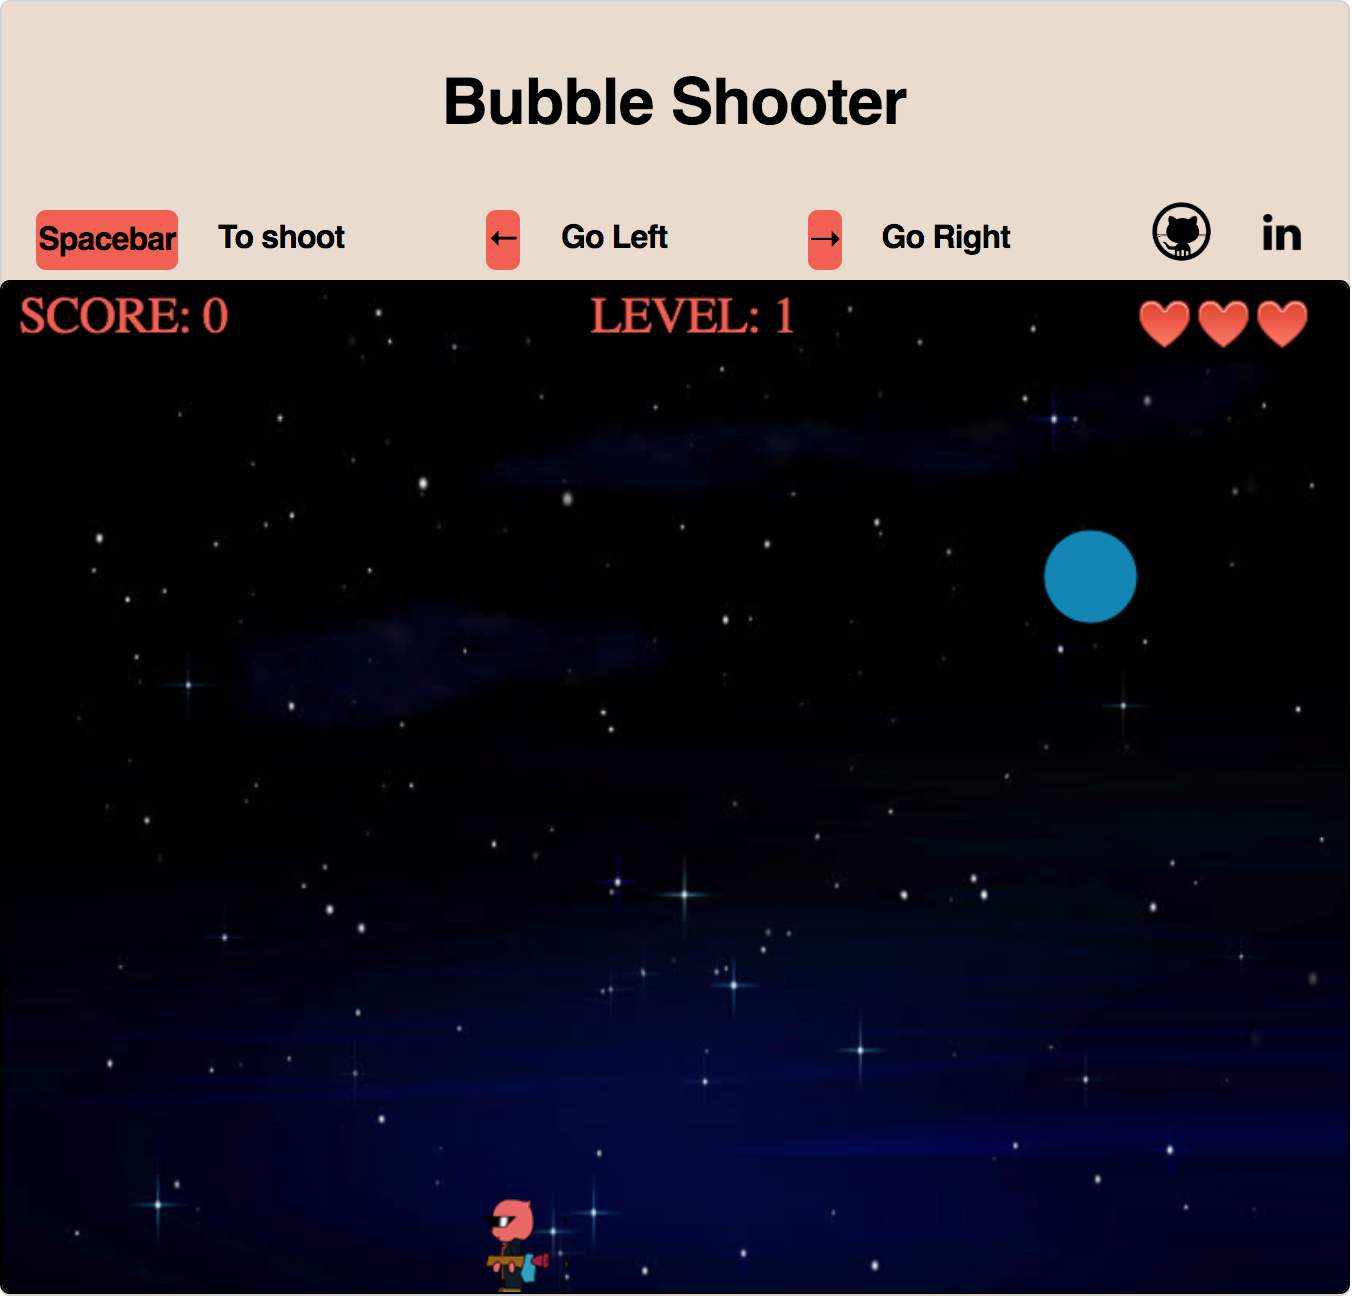 Bubble Shooter
Spacebar To shoot ← Go Left → Go Right in
SCORE: 0 LEVEL: 1